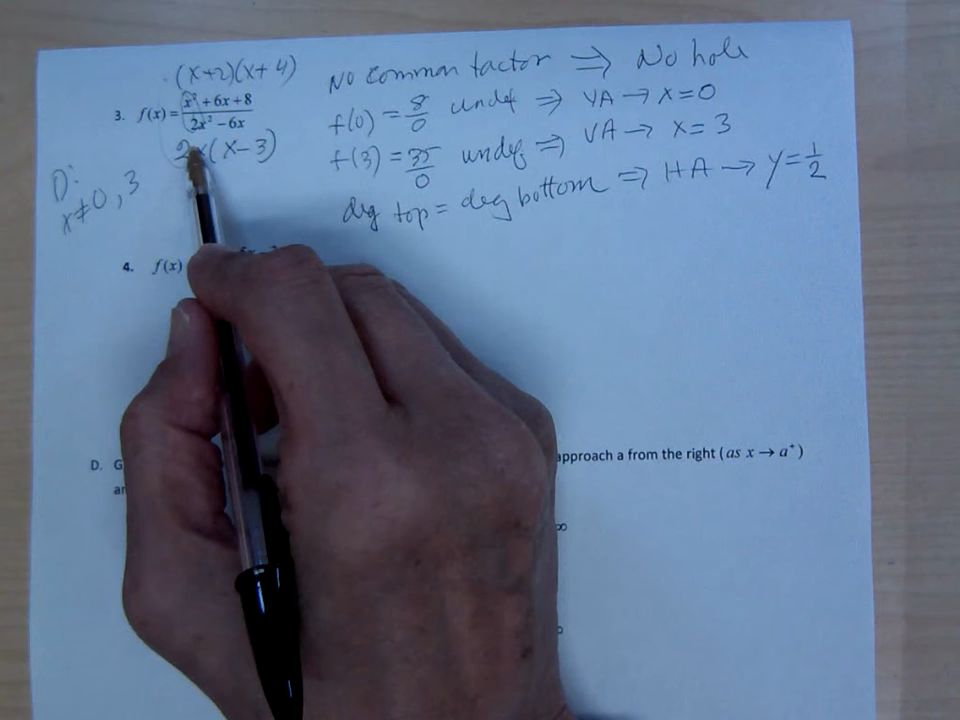 (x+2)(x+4)
3. f(x) = x² + 6x + 8 / 2x² − 6x
2x(x−3)
D: x≠0, 3
No common factor ⇒ No hole
f(0) = 8/0 undef ⇒ VA → x=0
f(3) = 35/0 undef, ⇒ VA → x=3
deg top = deg bottom ⇒ HA → y=1/2
4. f(x)
D. G
approach a from the right (as x → a⁺)
an
∞